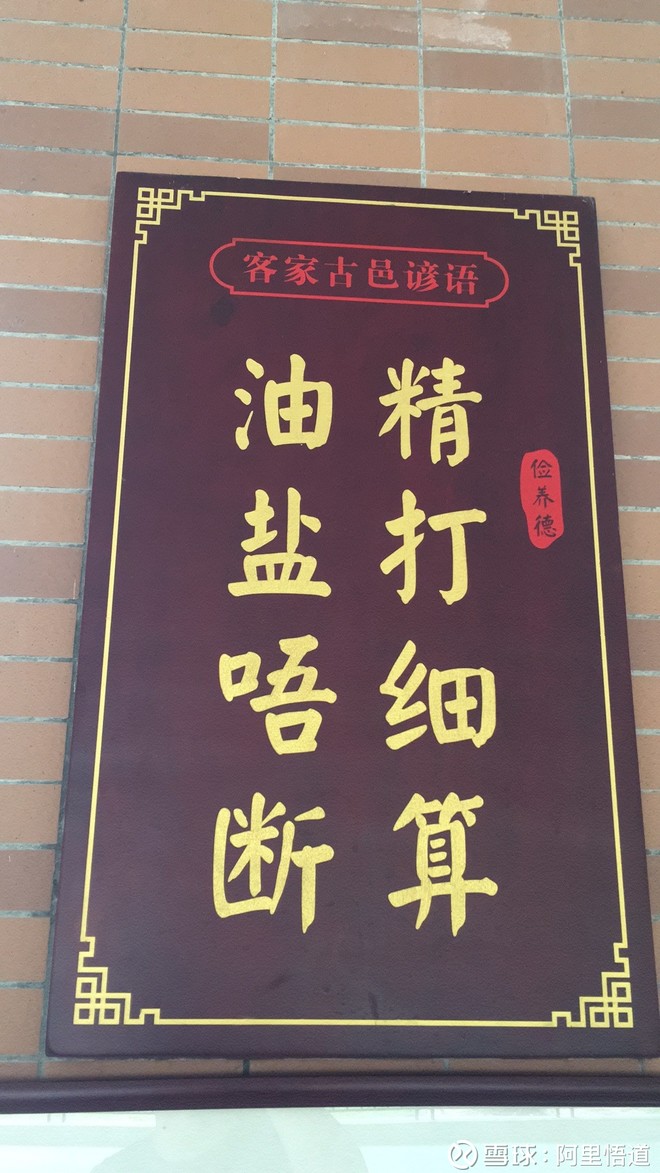 客家古邑谚语
俭养德
精打细算
油盐唔断
雪球：阿里悟道